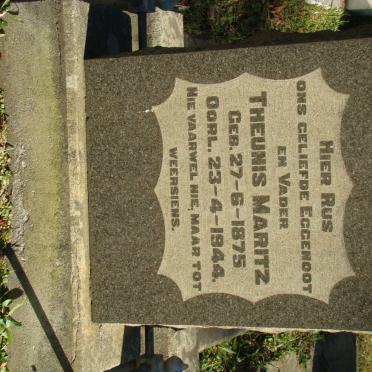 HIER RUS
ONS GELIEFDE EGGENOOT
EN VADER
THEUNIS MARITZ
GEB. 27-6-1875
OORL. 23-4-1944.
NIE VAARWEL NIE, MAAR TOT
WEERSIENS.